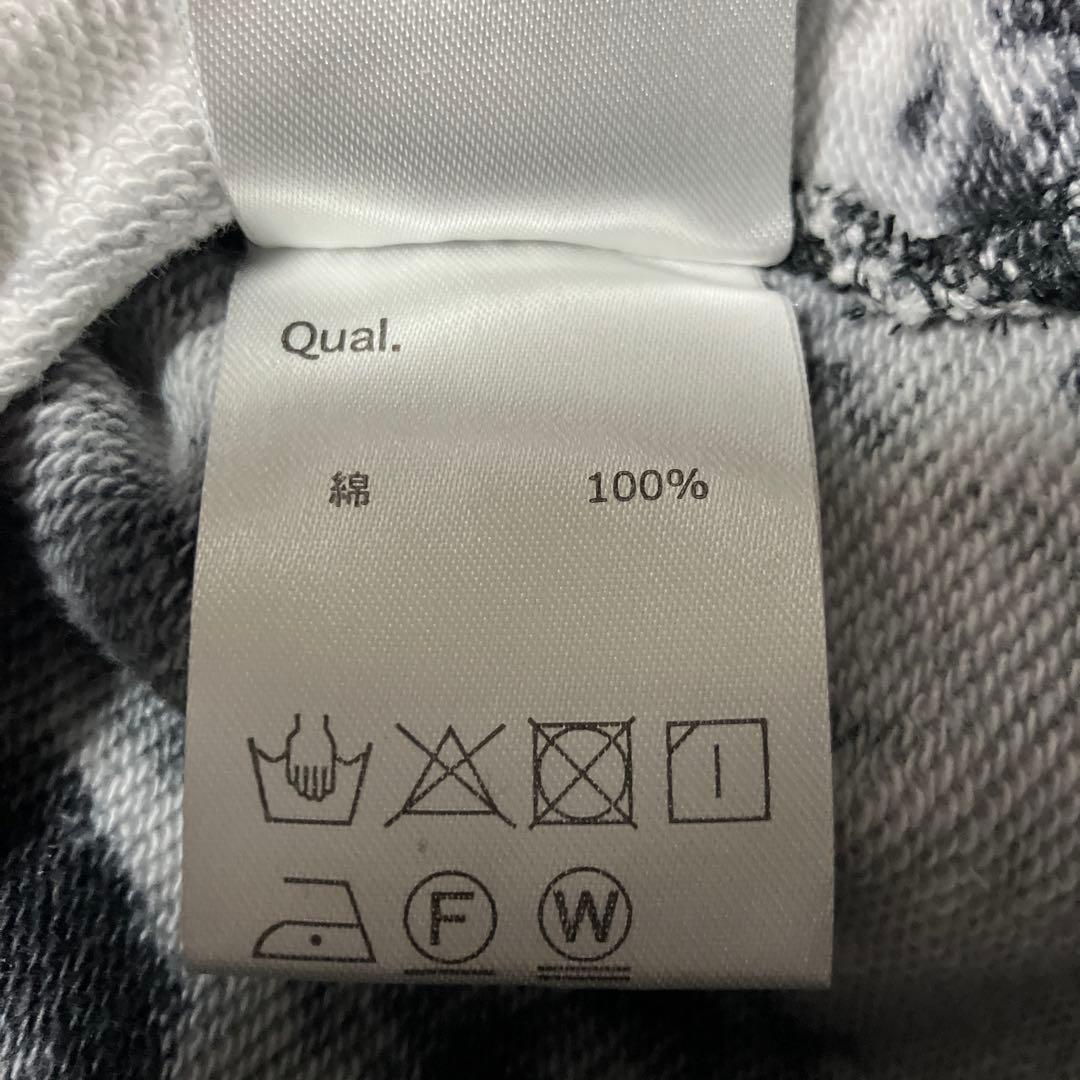 Qual.
綿 100%
F W